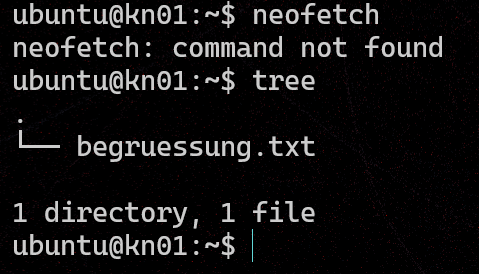 ubuntu@kn01:~$ neofetch
neofetch: command not found
ubuntu@kn01:~$ tree
.
└── begruessung.txt
1 directory, 1 file
ubuntu@kn01:~$